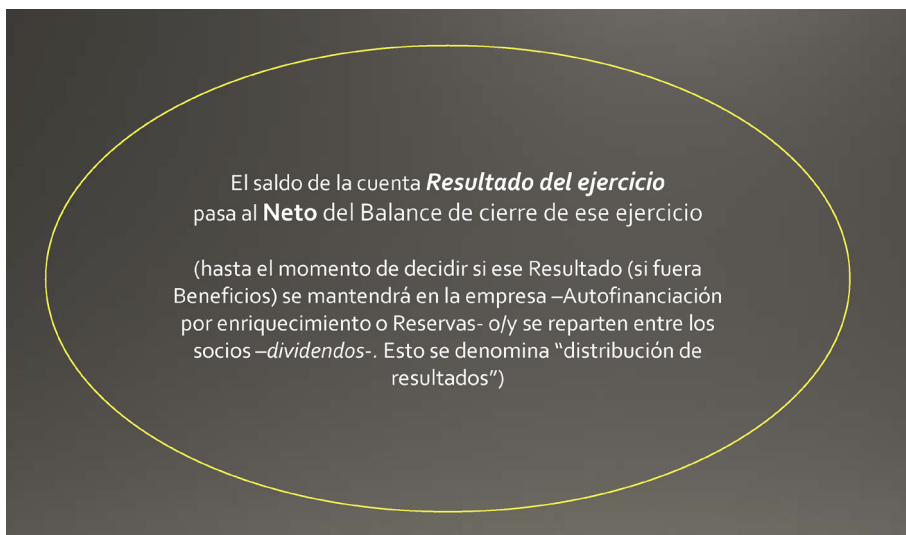 El saldo de la cuenta Resultado del ejercicio
pasa al Neto del Balance de cierre de ese ejercicio
(hasta el momento de decidir si ese Resultado (si fuera
Beneficios) se mantendrá en la empresa –Autofinanciación
por enriquecimiento o Reservas- o/y se reparten entre los
socios –dividendos-. Esto se denomina “distribución de
resultados”)